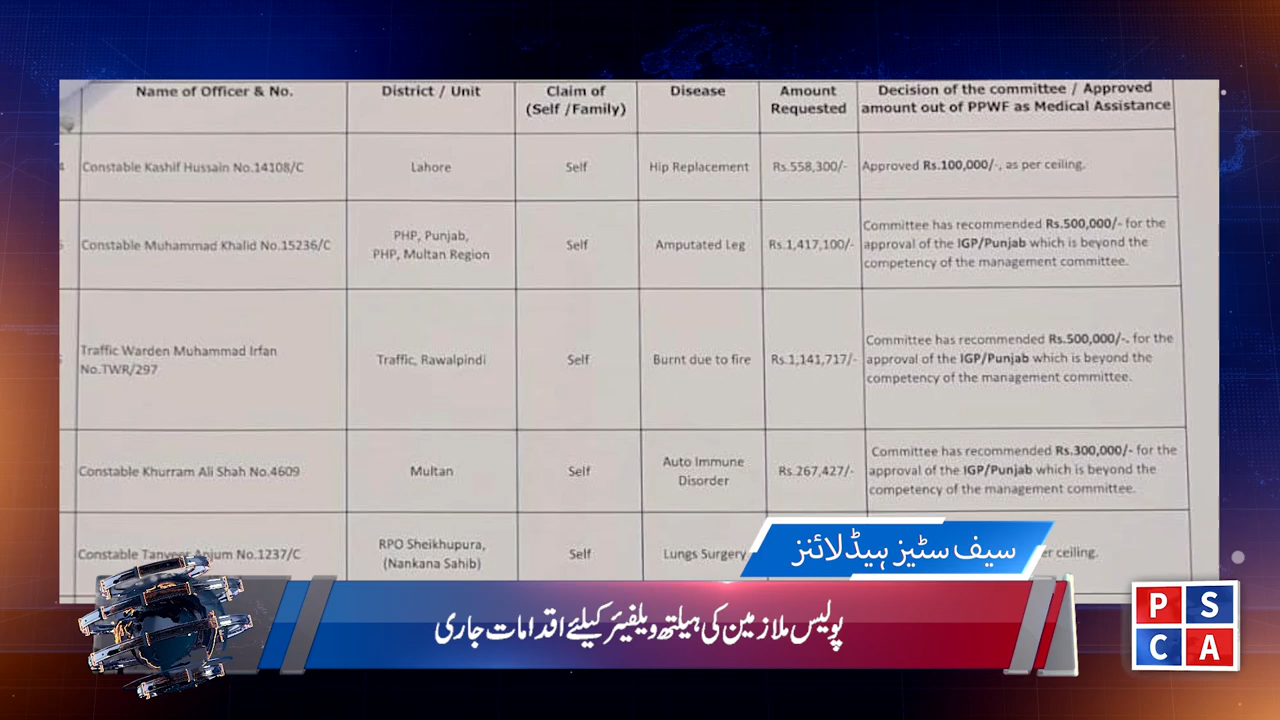 Name of Officer & No.
District / Unit
Claim of
(Self /Family)
Disease
Amount
Requested
Decision of the committee / Approved
amount out of PPWF as Medical Assistance
Constable Kashif Hussain No.14108/C
Lahore
Self
Hip Replacement
Rs.558,300/-
Approved Rs.100,000/-, as per ceiling.
Constable Muhammad Khalid No.15236/C
PHP, Punjab,
PHP, Multan Region
Self
Amputated Leg
Rs.1,417,100/-
Committee has recommended Rs.500,000/- for the
approval of the IGP/Punjab which is beyond the
competency of the management committee.
Traffic Warden Muhammad Irfan
No.TWR/297
Traffic, Rawalpindi
Self
Burnt due to fire
Rs.1,141,717/-
Committee has recommended Rs.500,000/-. for the
approval of the IGP/Punjab which is beyond the
competency of the management committee.
Constable Khurram Ali Shah No.4609
Multan
Self
Auto Immune
Disorder
Rs.267,427/-
Committee has recommended Rs.300,000/- for the
approval of the IGP/Punjab which is beyond the
competency of the management committee.
Constable Tanveer Anjum No.1237/C
RPO Sheikhupura,
(Nankana Sahib)
Self
Lungs Surgery
ceiling.
سیف سٹیز ہیڈلائنز
پولیس ملازمین کی ہیلتھ ویلفیئر کیلئے اقدامات جاری
P S
C A